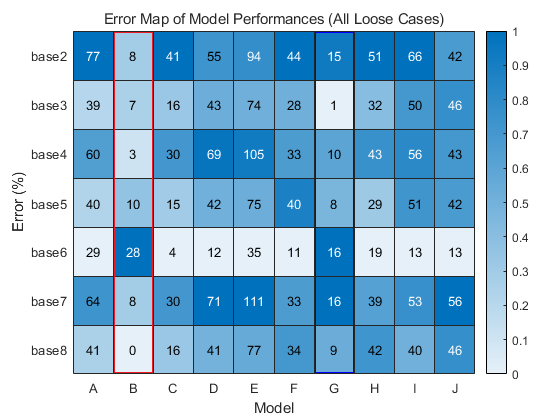 Error Map of Model Performances (All Loose Cases)
base2 77 8 41 55 94 44 15 51 66 42
base3 39 7 16 43 74 28 1 32 50 46
base4 60 3 30 69 105 33 10 43 56 43
base5 40 10 15 42 75 40 8 29 51 42
base6 29 28 4 12 35 11 16 19 13 13
base7 64 8 30 71 111 33 16 39 53 56
base8 41 0 16 41 77 34 9 42 40 46
A B C D E F G H I J
Model
Error (%)
1
0.9
0.8
0.7
0.6
0.5
0.4
0.3
0.2
0.1
0